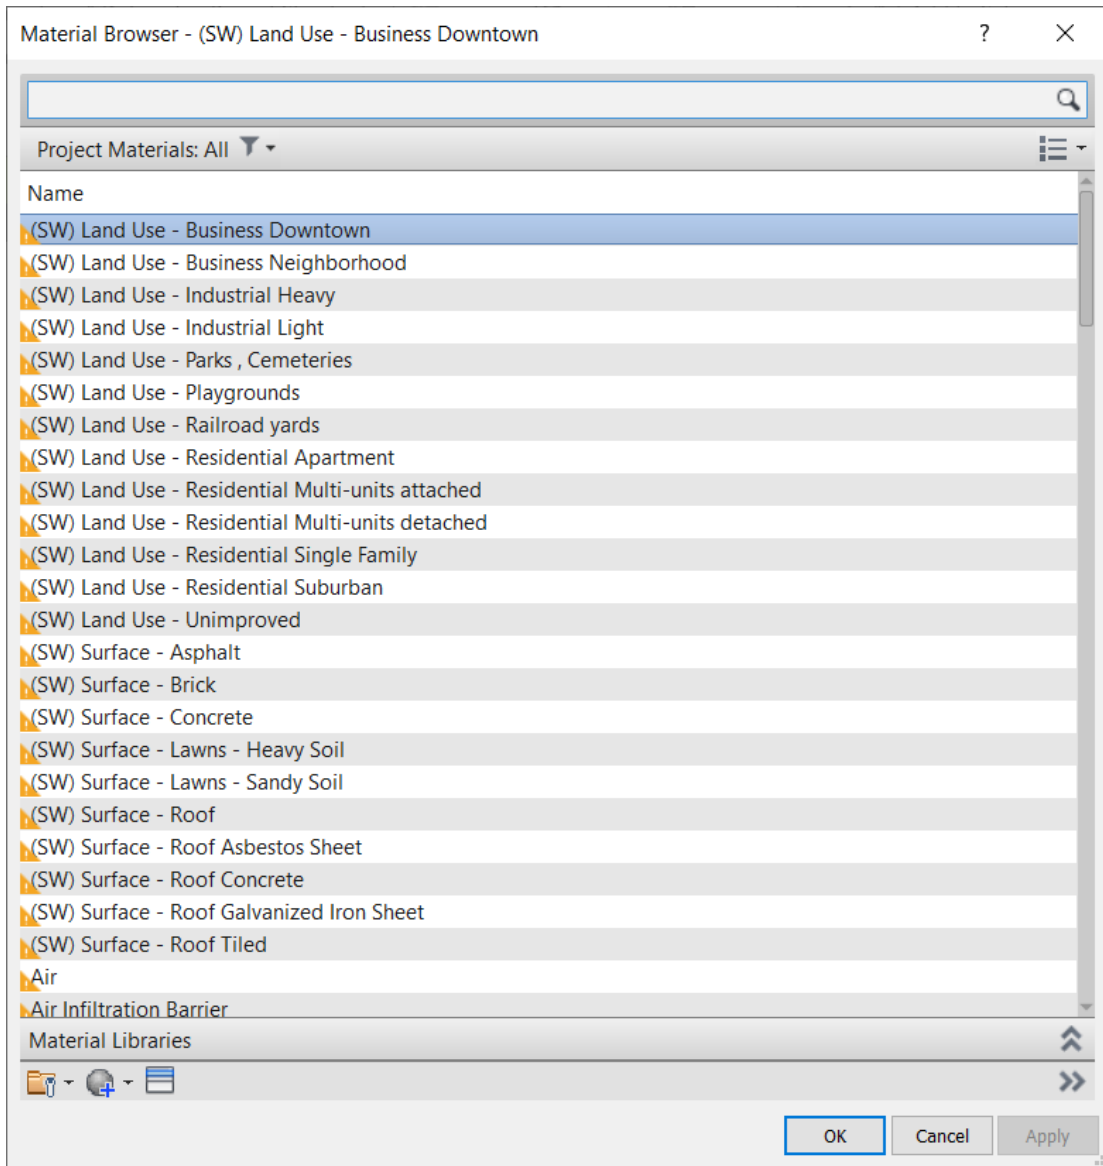 Material Browser - (SW) Land Use - Business Downtown
Project Materials: All
Name
(SW) Land Use - Business Downtown
(SW) Land Use - Business Neighborhood
(SW) Land Use - Industrial Heavy
(SW) Land Use - Industrial Light
(SW) Land Use - Parks , Cemeteries
(SW) Land Use - Playgrounds
(SW) Land Use - Railroad yards
(SW) Land Use - Residential Apartment
(SW) Land Use - Residential Multi-units attached
(SW) Land Use - Residential Multi-units detached
(SW) Land Use - Residential Single Family
(SW) Land Use - Residential Suburban
(SW) Land Use - Unimproved
(SW) Surface - Asphalt
(SW) Surface - Brick
(SW) Surface - Concrete
(SW) Surface - Lawns - Heavy Soil
(SW) Surface - Lawns - Sandy Soil
(SW) Surface - Roof
(SW) Surface - Roof Asbestos Sheet
(SW) Surface - Roof Concrete
(SW) Surface - Roof Galvanized Iron Sheet
(SW) Surface - Roof Tiled
Air
Air Infiltration Barrier
Material Libraries
OK Cancel Apply